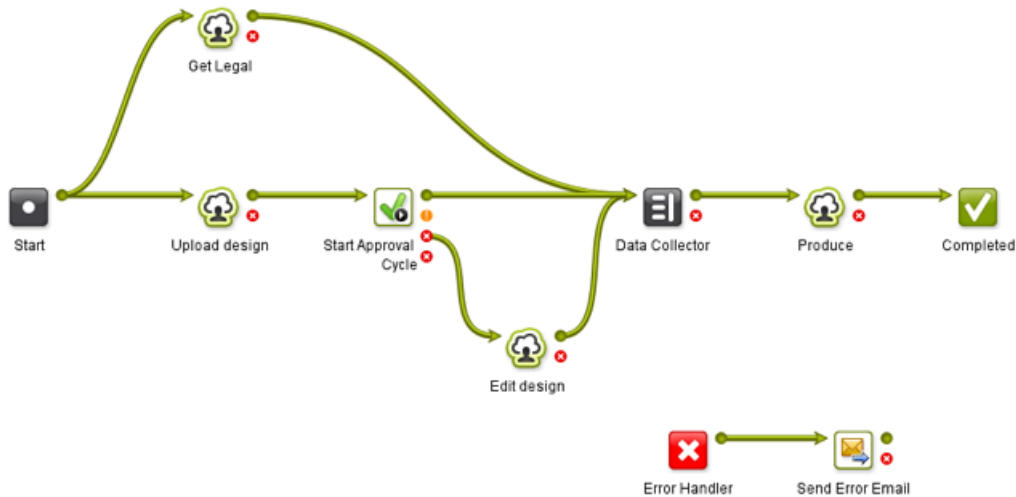 Get Legal
Start
Upload design
Start Approval
Cycle
Data Collector
Produce
Completed
Edit design
Error Handler
Send Error Email